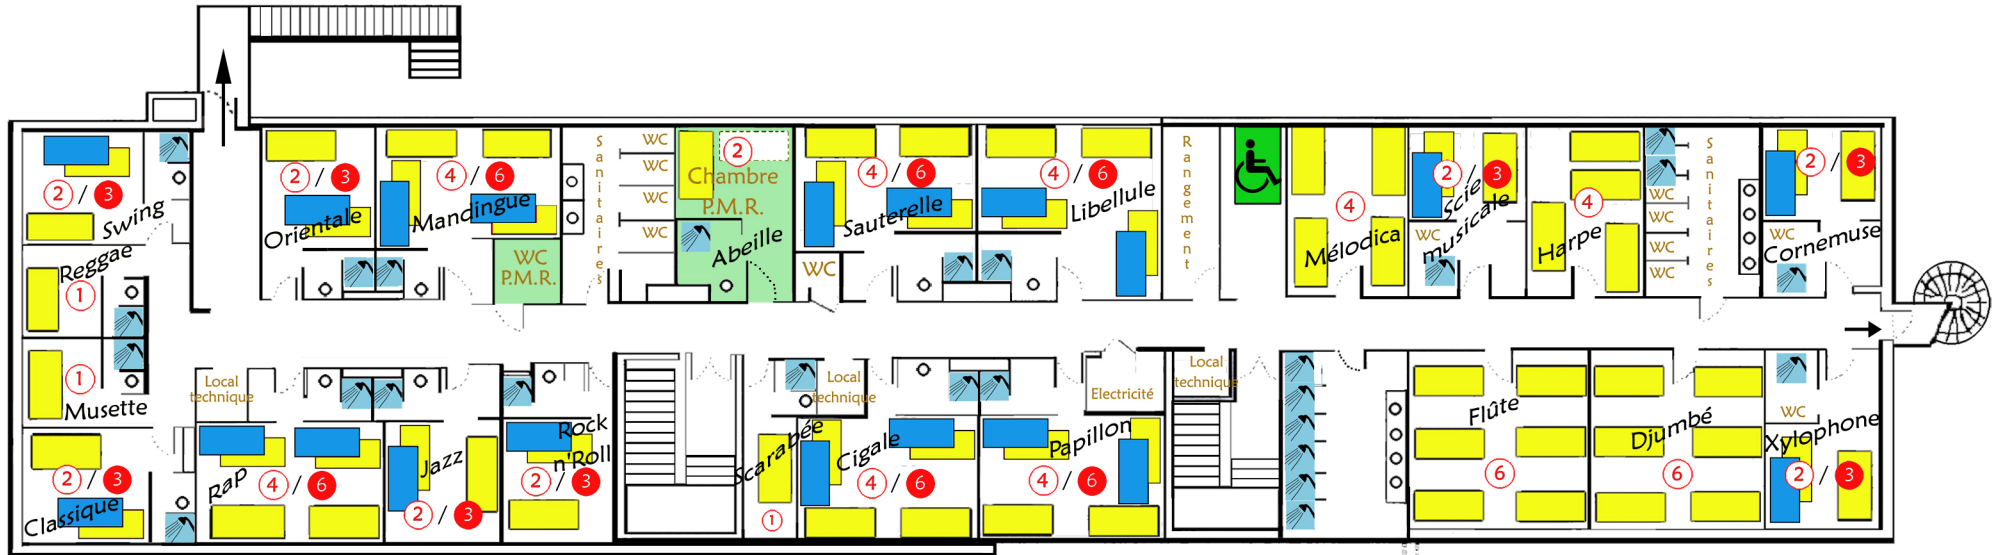 2 / 3
Swing
Reggae
1
1
Musette
2 / 3
Classique
2 / 3
Orientale
4 / 6
Mandingue
WC
P.M.R.
Sanitaires
WC
WC
WC
WC
2
Chambre
P.M.R.
Abeille
4 / 6
Sauterelle
WC
4 / 6
Libellule
Rangement
4
Mélodica
2 / 3
Scie
musicale
WC
4
Harpe
WC
WC
WC
WC
Sanitaires
2 / 3
WC
Cornemuse
Local
technique
Rap
4 / 6
Jazz
2 / 3
Rock
n'Roll
2 / 3
Scarabée
1
Local
technique
Cigale
4 / 6
Electricité
Papillon
4 / 6
Local
technique
Flûte
6
Djumbé
6
WC
Xylophone
2 / 3